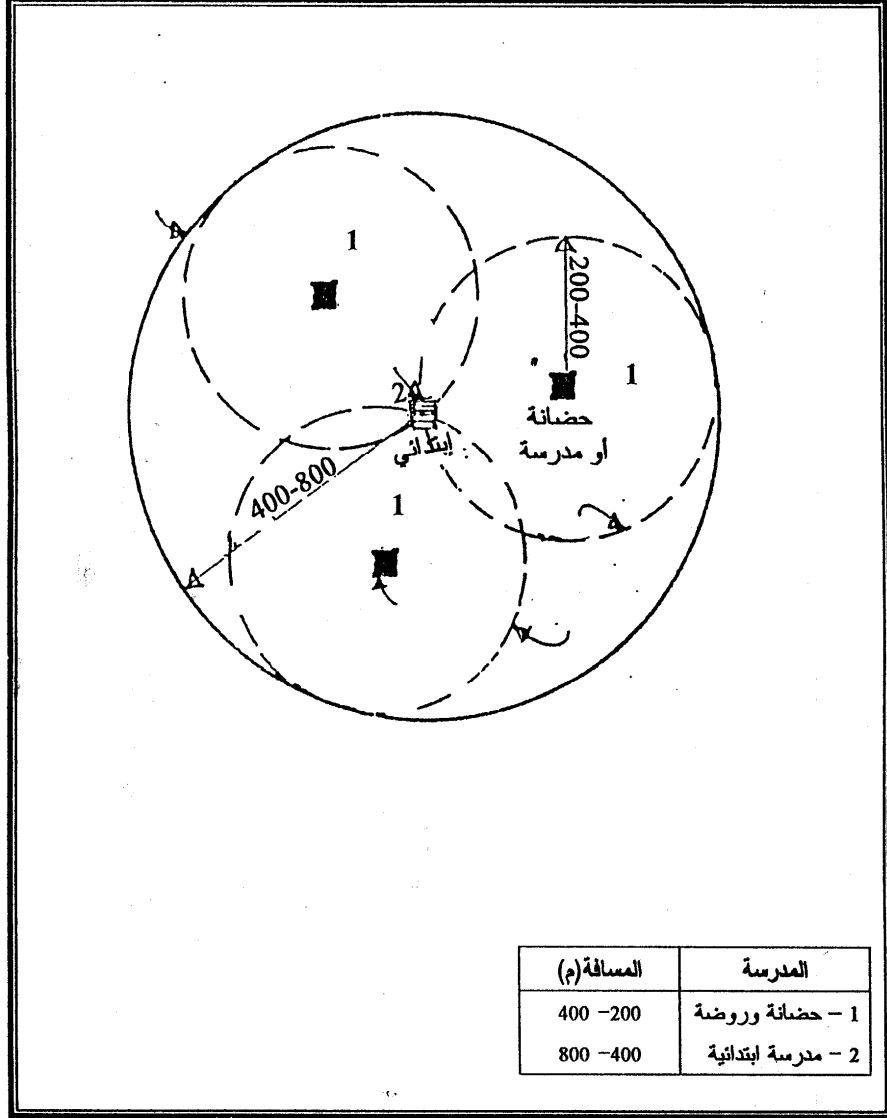 1
200-400
1
حضانة
أو مدرسة
2
إبتدائي
400-800
1
المدرسة المسافة(م)
1 - حضانة وروضة 200- 400
2 - مدرسة ابتدائية 400- 800